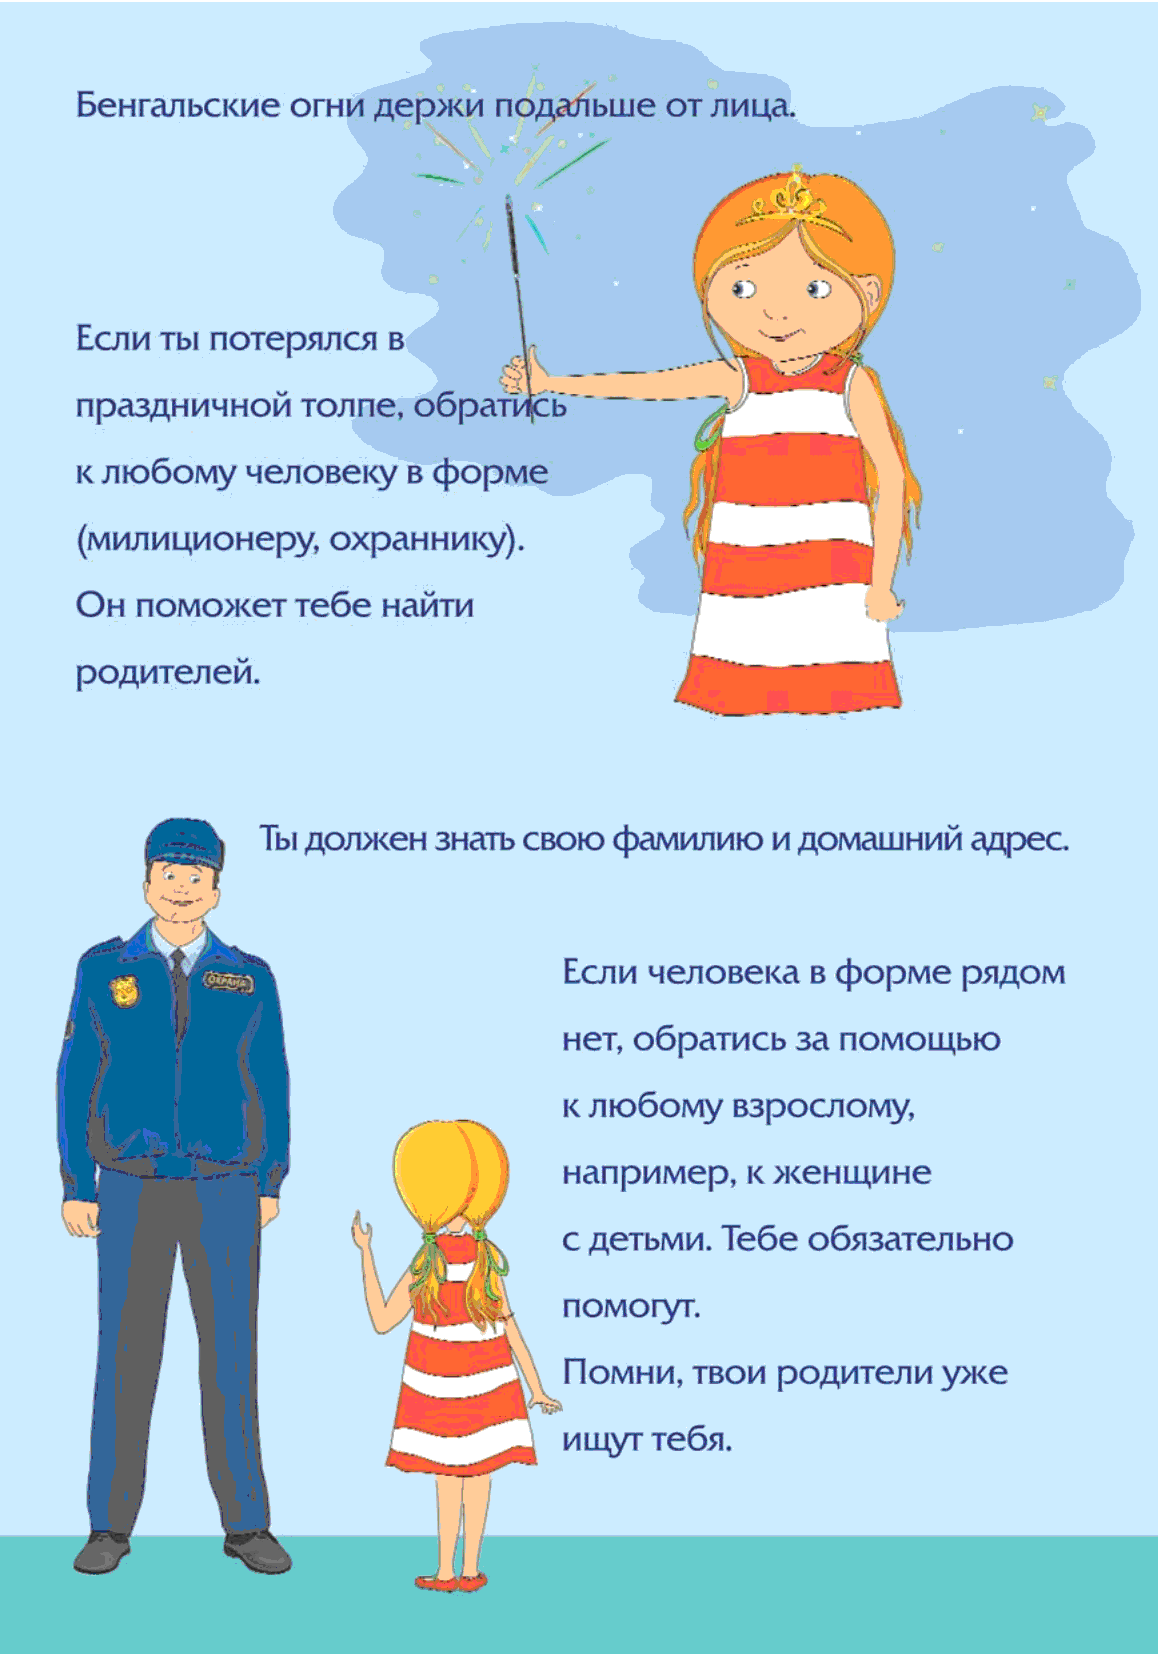 Бенгальские огни держи подальше от лица.
Если ты потерялся в
праздничной толпе, обратись
к любому человеку в форме
(милиционеру, охраннику).
Он поможет тебе найти
родителей.
Ты должен знать свою фамилию и домашний адрес.
ОХРАНА
Если человека в форме рядом
нет, обратись за помощью
к любому взрослому,
например, к женщине
с детьми. Тебе обязательно
помогут.
Помни, твои родители уже
ищут тебя.